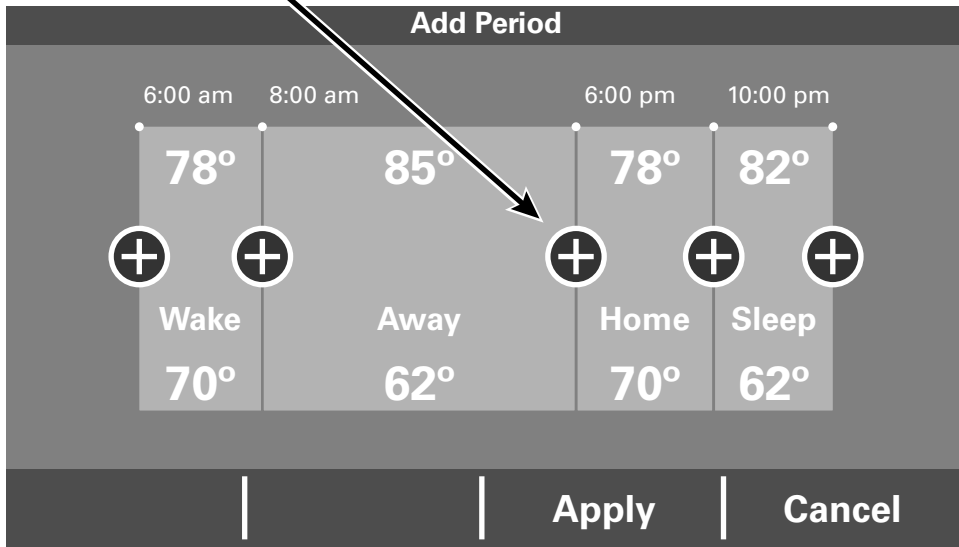 Add Period
6:00 am 8:00 am 6:00 pm 10:00 pm
78º 85º 78º 82º
Wake Away Home Sleep
70º 62º 70º 62º
Apply Cancel